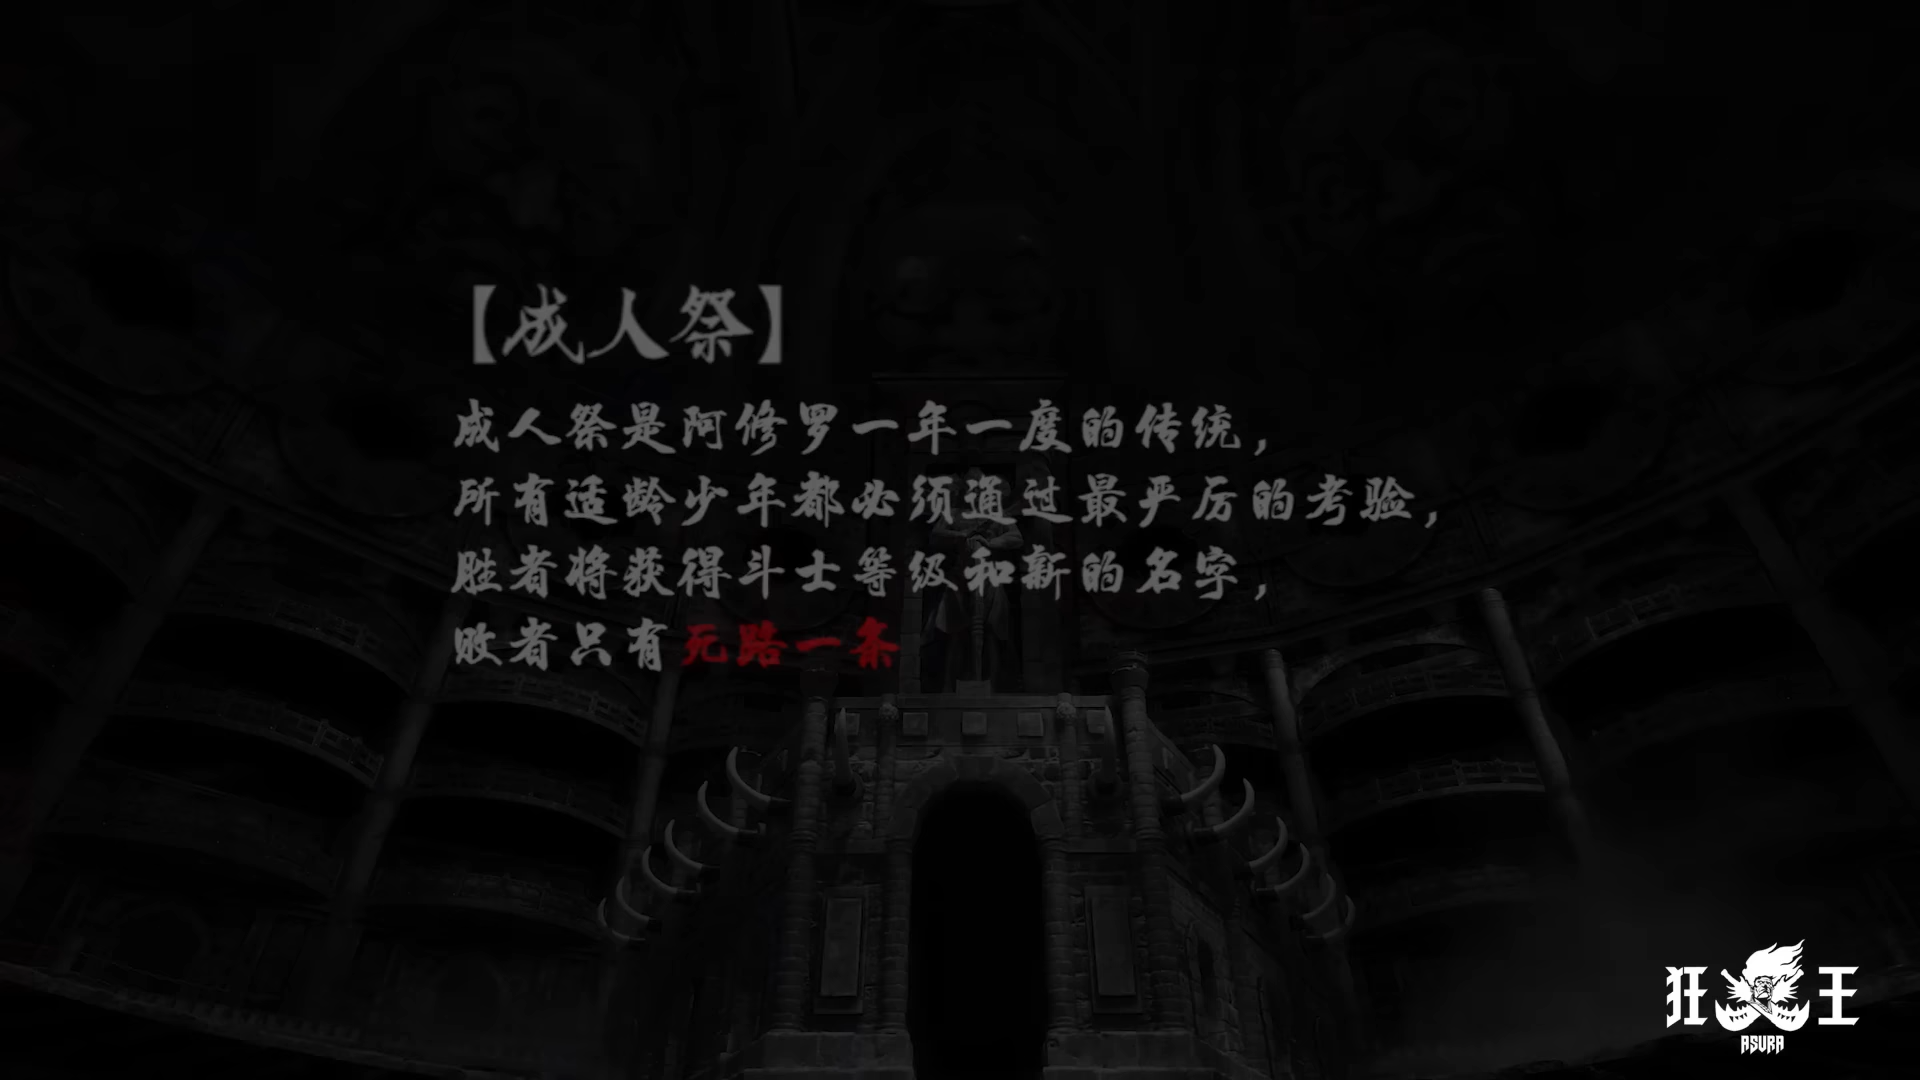 【成人祭】
成人祭是阿修罗一年一度的传统，
所有适龄少年都必须通过最严厉的考验，
胜者将获得斗士等级和新的名字，
败者只有死路一条
狂王
ASURA